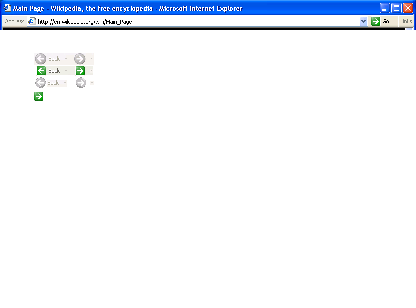 Main Page - Wikipedia, the free encyclopedia - Microsoft Internet Explorer
Address http://en.wikipedia.org/wiki/Main_Page Go Links
Back
Back
Back